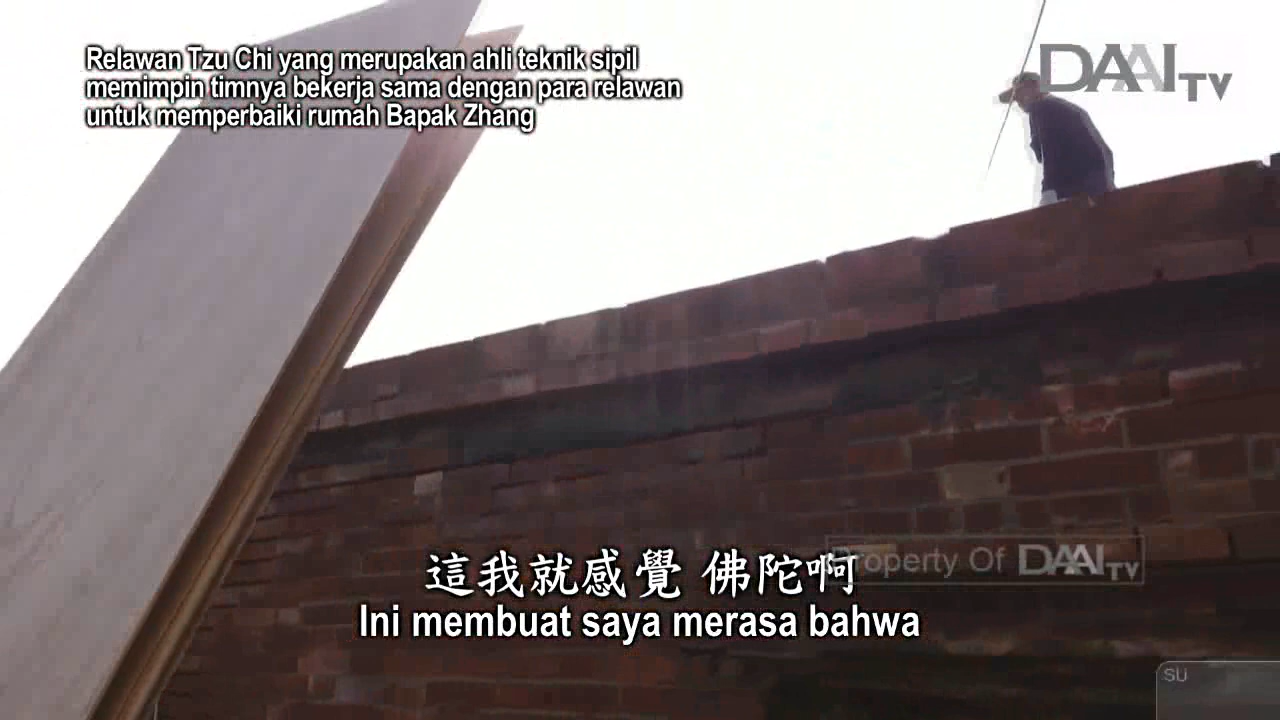 Relawan Tzu Chi yang merupakan ahli teknik sipil
memimpin timnya bekerja sama dengan para relawan
untuk memperbaiki rumah Bapak Zhang
DAAI TV
Property Of DAAI TV
這我就感覺 佛陀啊
Ini membuat saya merasa bahwa
SU